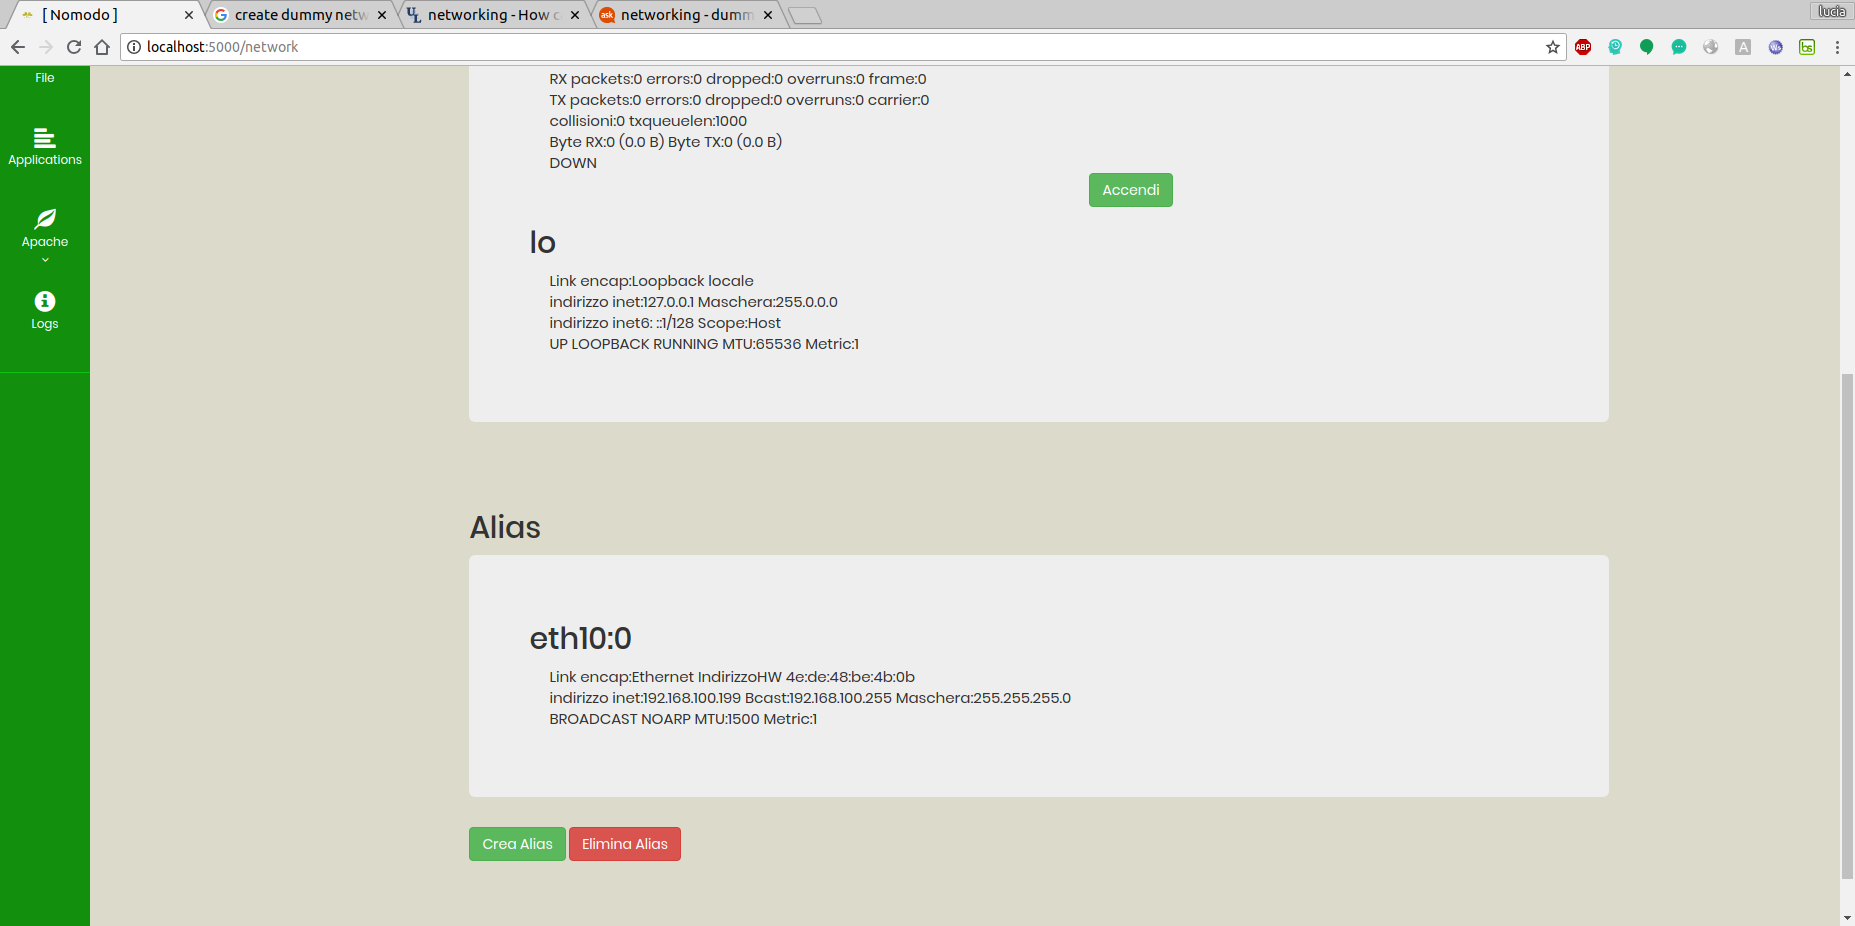 [ Nomodo ]
create dummy netw
networking - How c
networking - dumm
lucia
localhost:5000/network
File
Applications
Apache
Logs
RX packets:0 errors:0 dropped:0 overruns:0 frame:0
TX packets:0 errors:0 dropped:0 overruns:0 carrier:0
collisioni:0 txqueuelen:1000
Byte RX:0 (0.0 B) Byte TX:0 (0.0 B)
DOWN
Accendi
lo
Link encap:Loopback locale
indirizzo inet:127.0.0.1 Maschera:255.0.0.0
indirizzo inet6: ::1/128 Scope:Host
UP LOOPBACK RUNNING MTU:65536 Metric:1
Alias
eth10:0
Link encap:Ethernet IndirizzoHW 4e:de:48:be:4b:0b
indirizzo inet:192.168.100.199 Bcast:192.168.100.255 Maschera:255.255.255.0
BROADCAST NOARP MTU:1500 Metric:1
Crea Alias Elimina Alias